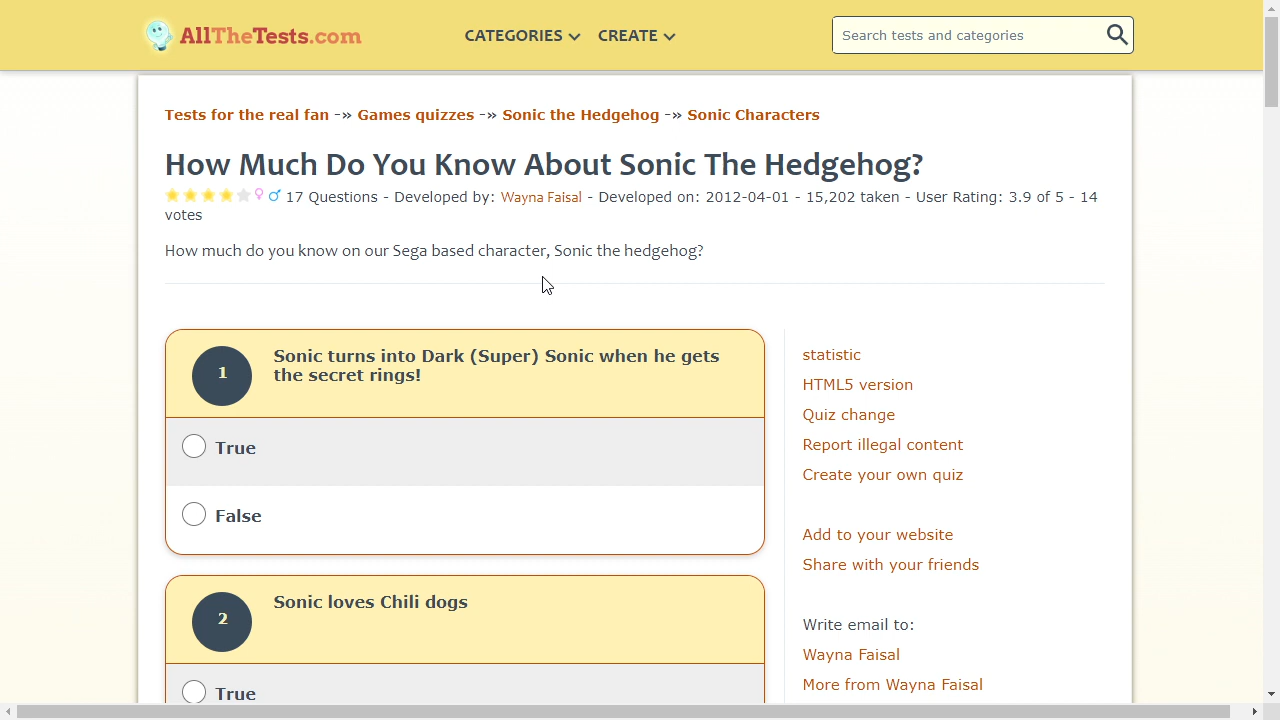 AllTheTests.com
CATEGORIES
CREATE
Search tests and categories
Tests for the real fan -» Games quizzes -» Sonic the Hedgehog -» Sonic Characters
How Much Do You Know About Sonic The Hedgehog?
17 Questions - Developed by: Wayna Faisal - Developed on: 2012-04-01 - 15,202 taken - User Rating: 3.9 of 5 - 14
votes
How much do you know on our Sega based character, Sonic the hedgehog?
1
Sonic turns into Dark (Super) Sonic when he gets
the secret rings!
True
False
2
Sonic loves Chili dogs
True
statistic
HTML5 version
Quiz change
Report illegal content
Create your own quiz
Add to your website
Share with your friends
Write email to:
Wayna Faisal
More from Wayna Faisal